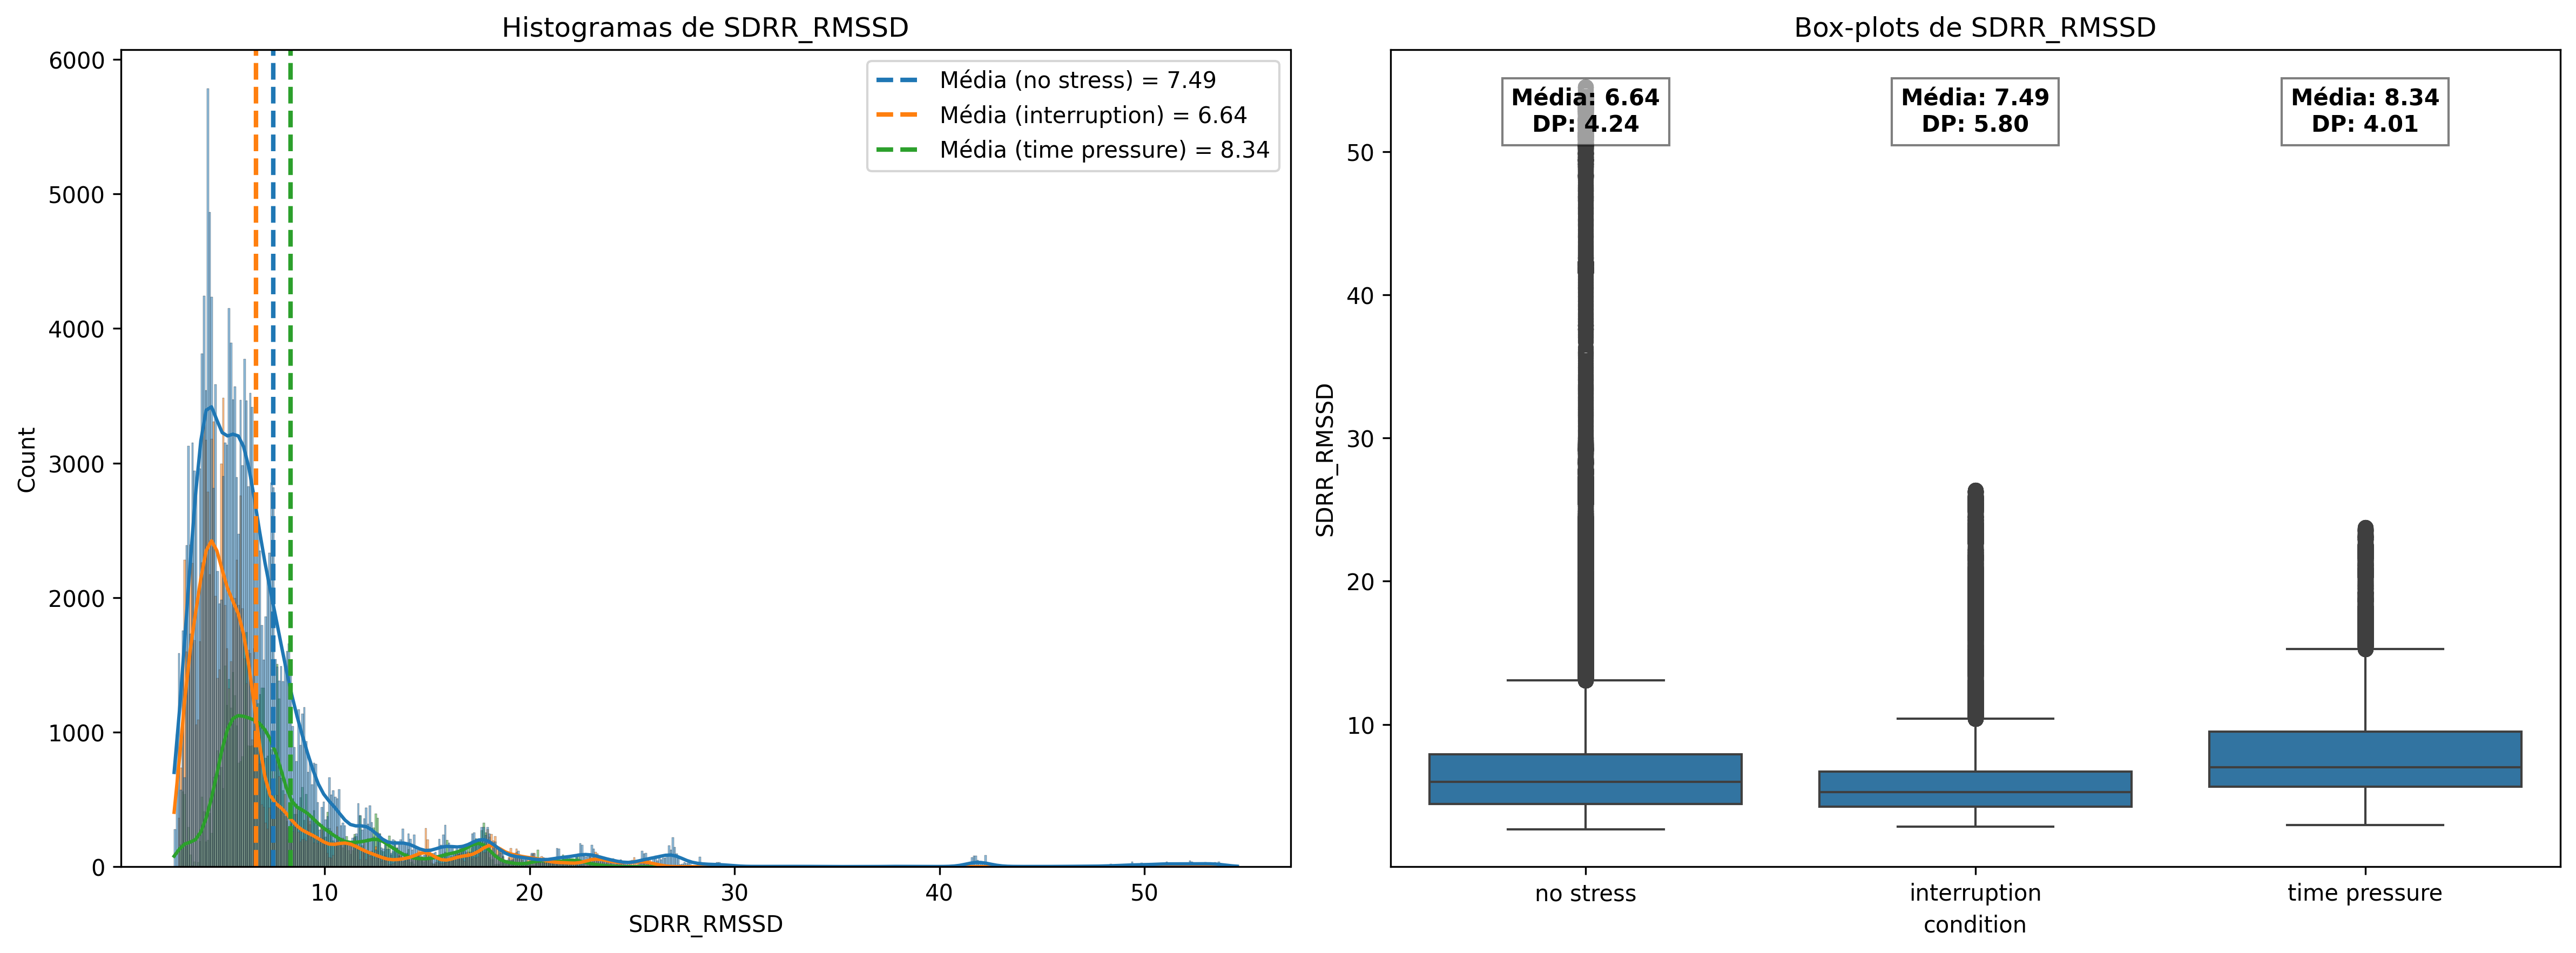 Histogramas de SDRR_RMSSD
6000
5000
4000
3000
2000
1000
0
Count
10
20
30
40
50
SDRR_RMSSD
Média (no stress) = 7.49
Média (interruption) = 6.64
Média (time pressure) = 8.34
Box-plots de SDRR_RMSSD
50
40
30
20
10
SDRR_RMSSD
Média: 6.64
DP: 4.24
Média: 7.49
DP: 5.80
Média: 8.34
DP: 4.01
no stress
interruption
time pressure
condition